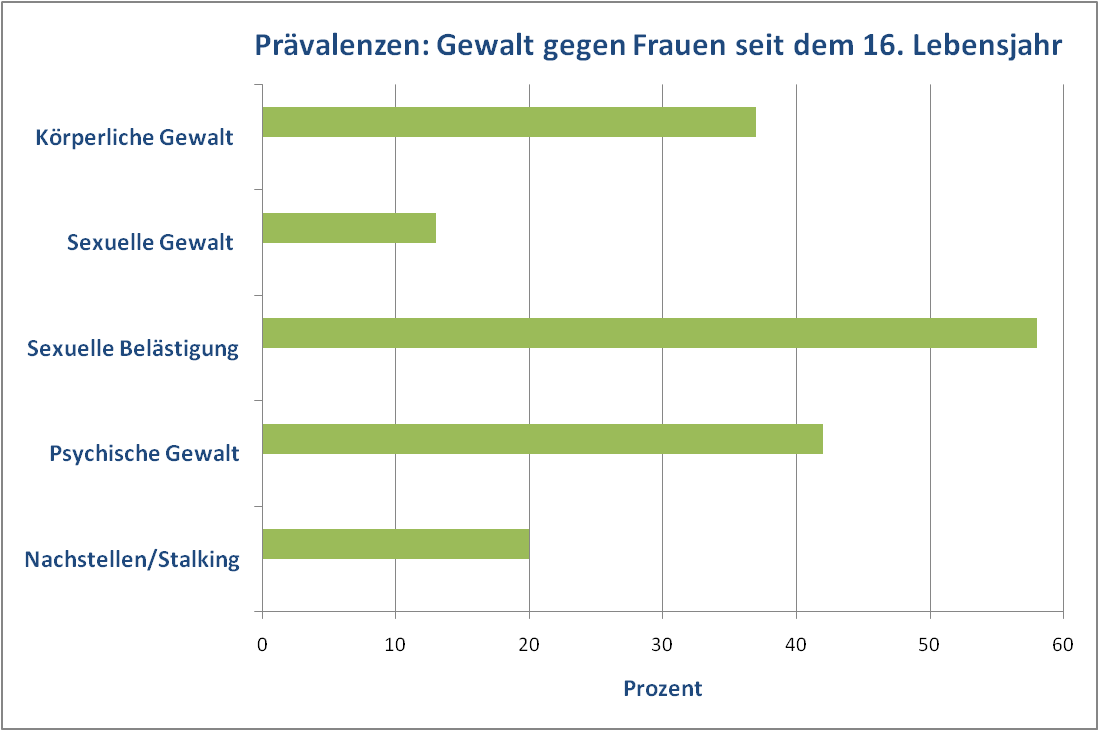 Prävalenzen: Gewalt gegen Frauen seit dem 16. Lebensjahr
Körperliche Gewalt
Sexuelle Gewalt
Sexuelle Belästigung
Psychische Gewalt
Nachstellen/Stalking
0 10 20 30 40 50 60
Prozent